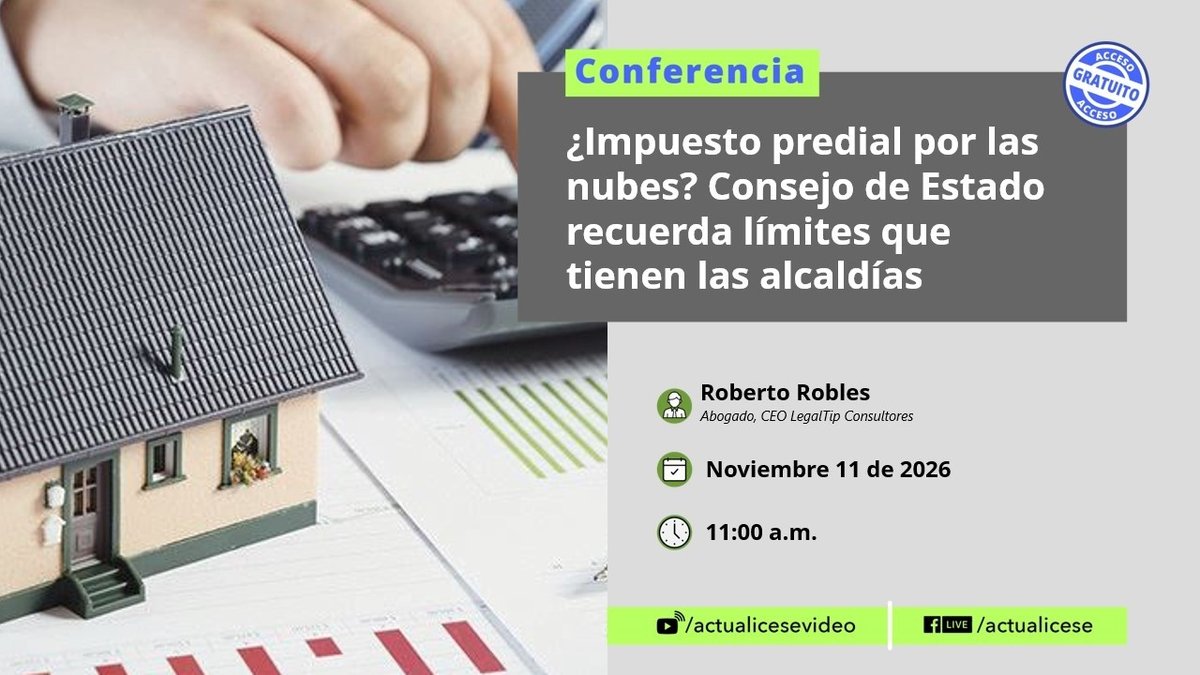 Conferencia
ACCESO
GRATUITO
ACCESO
¿Impuesto predial por las
nubes? Consejo de Estado
recuerda límites que
tienen las alcaldías
Roberto Robles
Abogado, CEO LegalTip Consultores
Noviembre 11 de 2026
11:00 a.m.
/actualicesevideo
LIVE /actualicese